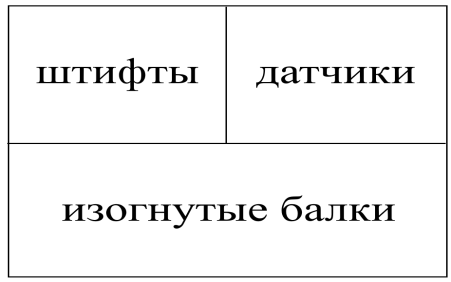 штифты датчики
изогнутые балки